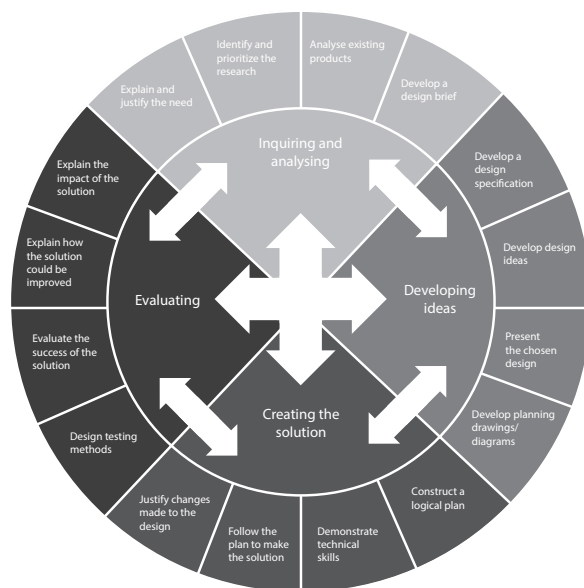 Explain and
justify the need
Identify and
prioritize the
research
Analyse existing
products
Develop a
design brief
Inquiring and
analysing
Develop a
design
specification
Develop design
ideas
Present
the chosen
design
Develop planning
drawings/
diagrams
Developing
ideas
Construct a
logical plan
Demonstrate
technical
skills
Follow the
plan to make
the solution
Justify changes
made to the
design
Creating the
solution
Design testing
methods
Evaluate the
success of the
solution
Explain how
the solution
could be
improved
Explain the
impact of the
solution
Evaluating